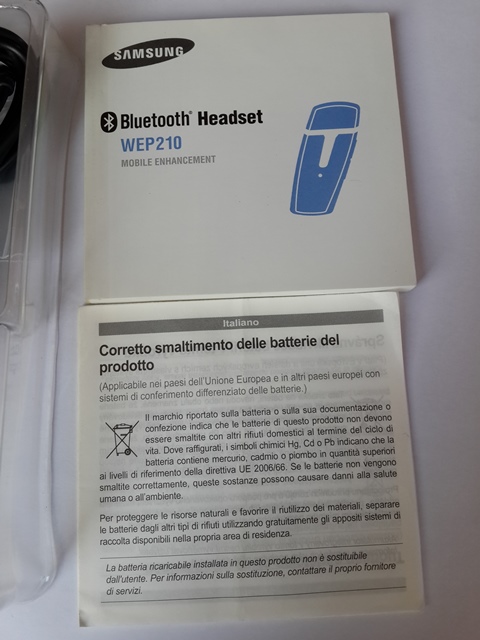 SAMSUNG
Bluetooth® Headset
WEP210
MOBILE ENHANCEMENT
Italiano
Corretto smaltimento delle batterie del
prodotto
(Applicabile nei paesi dell'Unione Europea e in altri paesi europei con
sistemi di conferimento differenziato delle batterie.)
Il marchio riportato sulla batteria o sulla sua documentazione o
confezione indica che le batterie di questo prodotto non devono
essere smaltite con altri rifiuti domestici al termine del ciclo di
vita. Dove raffigurati, i simboli chimici Hg, Cd o Pb indicano che la
batteria contiene mercurio, cadmio o piombo in quantità superiori
ai livelli di riferimento della direttiva UE 2006/66. Se le batterie non vengono
smaltite correttamente, queste sostanze possono causare danni alla salute
umana o all'ambiente.
Per proteggere le risorse naturali e favorire il riutilizzo dei materiali, separare
le batterie dagli altri tipi di rifiuti utilizzando gratuitamente gli appositi sistemi di
raccolta disponibili nella propria area di residenza.
La batteria ricaricabile installata in questo prodotto non è sostituibile
dall'utente. Per informazioni sulla sostituzione, contattare il proprio fornitore
di servizi.